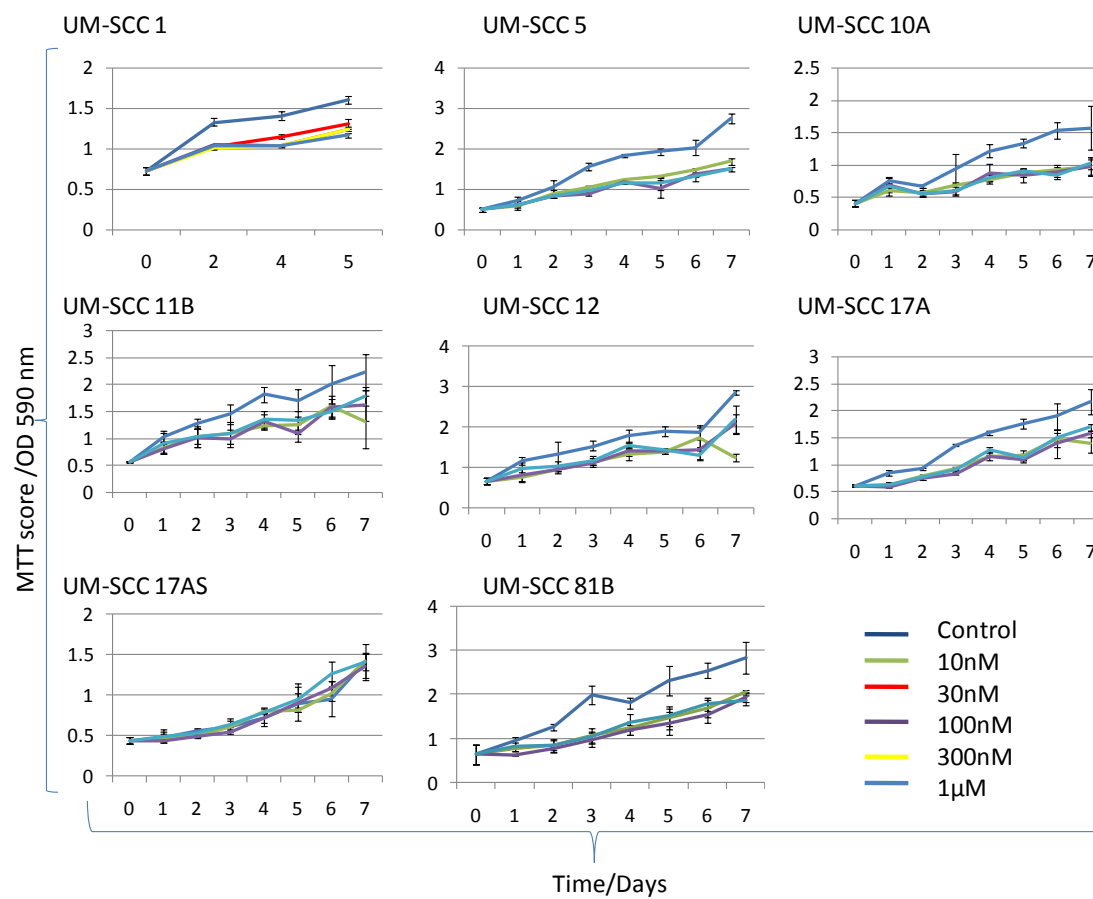 UM-SCC 1
UM-SCC 5
UM-SCC 10A
2
1.5
1
0.5
0
0 2 4 5
4
3
2
1
0
0 1 2 3 4 5 6 7
2.5
2
1.5
1
0.5
0
0 1 2 3 4 5 6 7
MTT score /OD 590 nm
UM-SCC 11B
UM-SCC 12
UM-SCC 17A
3
2.5
2
1.5
1
0.5
0
0 1 2 3 4 5 6 7
4
3
2
1
0
0 1 2 3 4 5 6 7
3
2.5
2
1.5
1
0.5
0
0 1 2 3 4 5 6 7
UM-SCC 17AS
UM-SCC 81B
2
1.5
1
0.5
0
0 1 2 3 4 5 6 7
4
3
2
1
0
0 1 2 3 4 5 6 7
Control
10nM
30nM
100nM
300nM
1µM
Time/Days